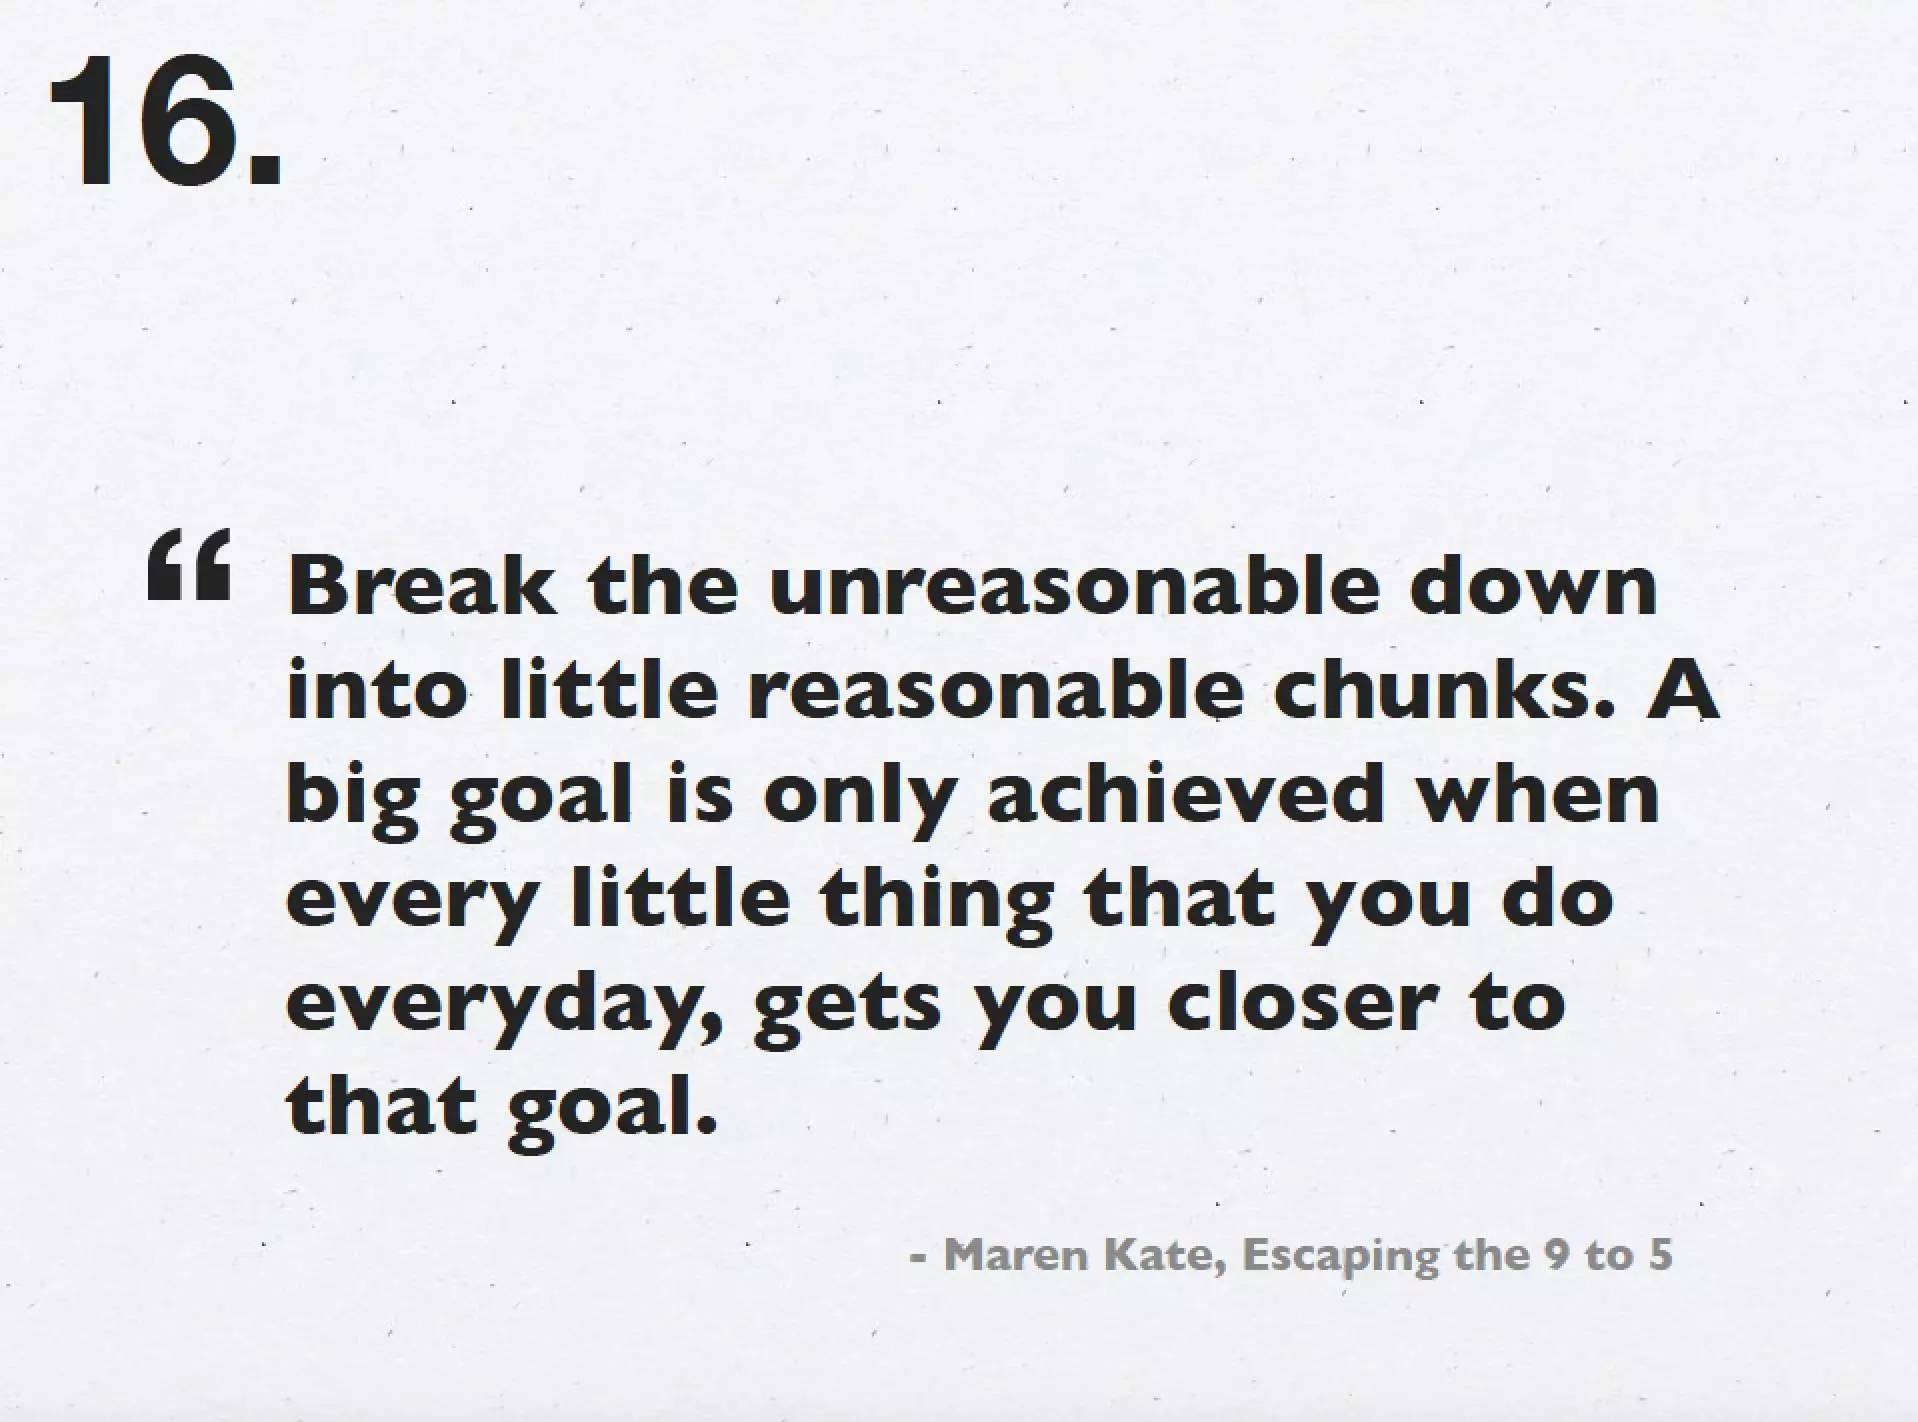 16.
“ Break the unreasonable down
into little reasonable chunks. A
big goal is only achieved when
every little thing that you do
everyday, gets you closer to
that goal.
- Maren Kate, Escaping the 9 to 5